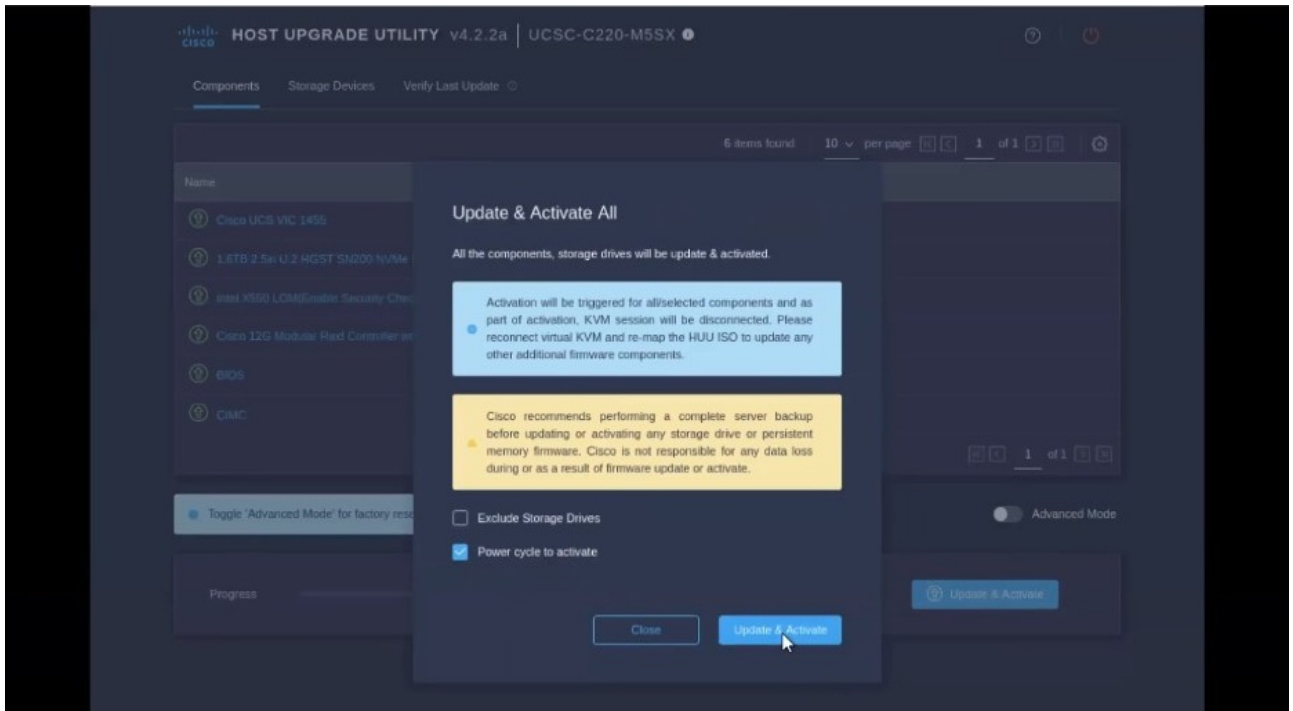 cisco HOST UPGRADE UTILITY v4.2.2a | UCSC-C220-M5SX
Components Storage Devices Verify Last Update
6 items found 10 per page 1 of 1
Name
Cisco UCS VIC 1455
1.6TB 2.5in U.2 HGST SN200 NVMe
Intel X550 LOM(Enable Security Chec
Cisco 12G Modular Raid Controller
BIOS
CIMC
1 of 1
Update & Activate All
All the components, storage drives will be update & activated.
Activation will be triggered for all/selected components and as
part of activation, KVM session will be disconnected. Please
reconnect virtual KVM and re-map the HUU ISO to update any
other additional firmware components.
Cisco recommends performing a complete server backup
before updating or activating any storage drive or persistent
memory firmware. Cisco is not responsible for any data loss
during or as a result of firmware update or activate.
Exclude Storage Drives
Power cycle to activate
Close Update & Activate
Toggle 'Advanced Mode' for factory rese
Advanced Mode
Progress
Update & Activate